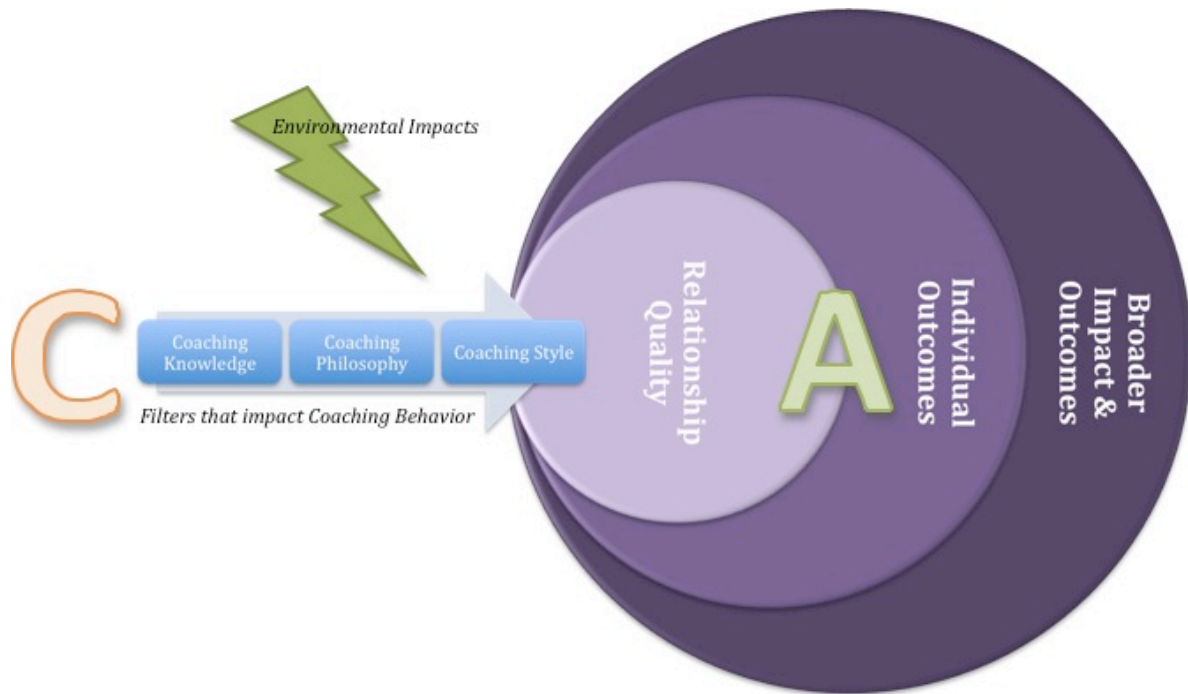 Environmental Impacts
C
Coaching
Knowledge
Coaching
Philosophy
Coaching Style
Filters that impact Coaching Behavior
Relationship
Quality
A
Individual
Outcomes
Broader
Impact &
Outcomes